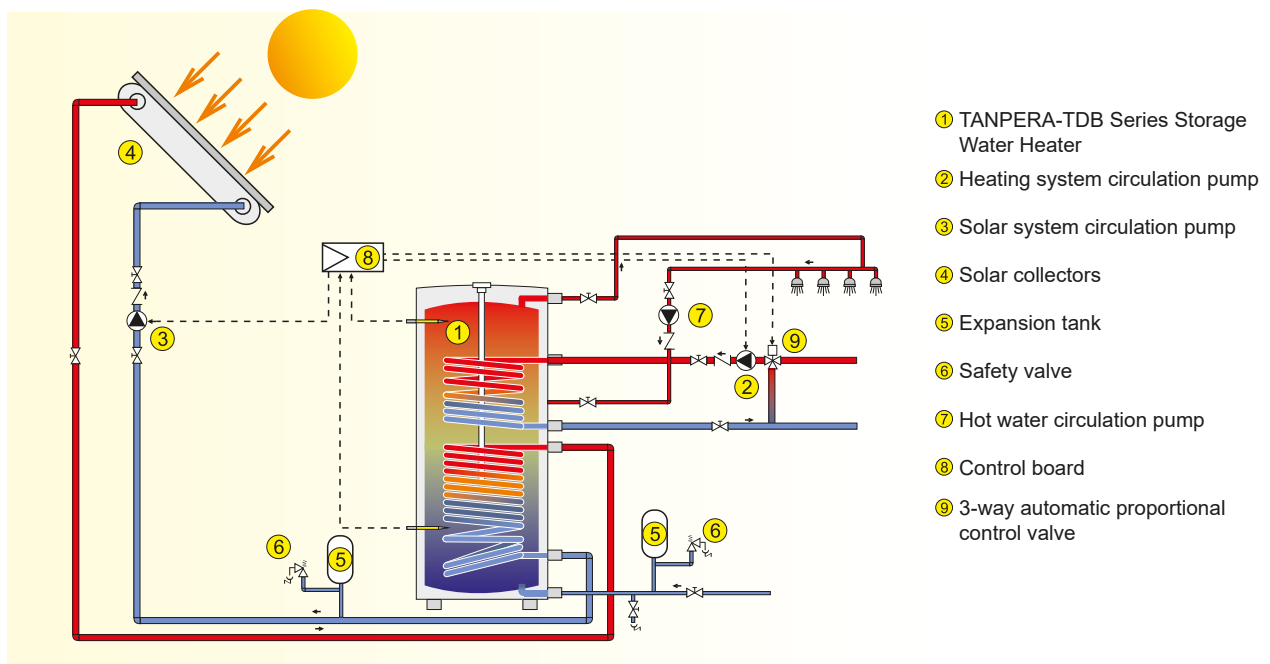 4
8
3
1
7
9
2
6
5
5
6
1 TANPERA-TDB Series Storage
Water Heater
2 Heating system circulation pump
3 Solar system circulation pump
4 Solar collectors
5 Expansion tank
6 Safety valve
7 Hot water circulation pump
8 Control board
9 3-way automatic proportional
control valve